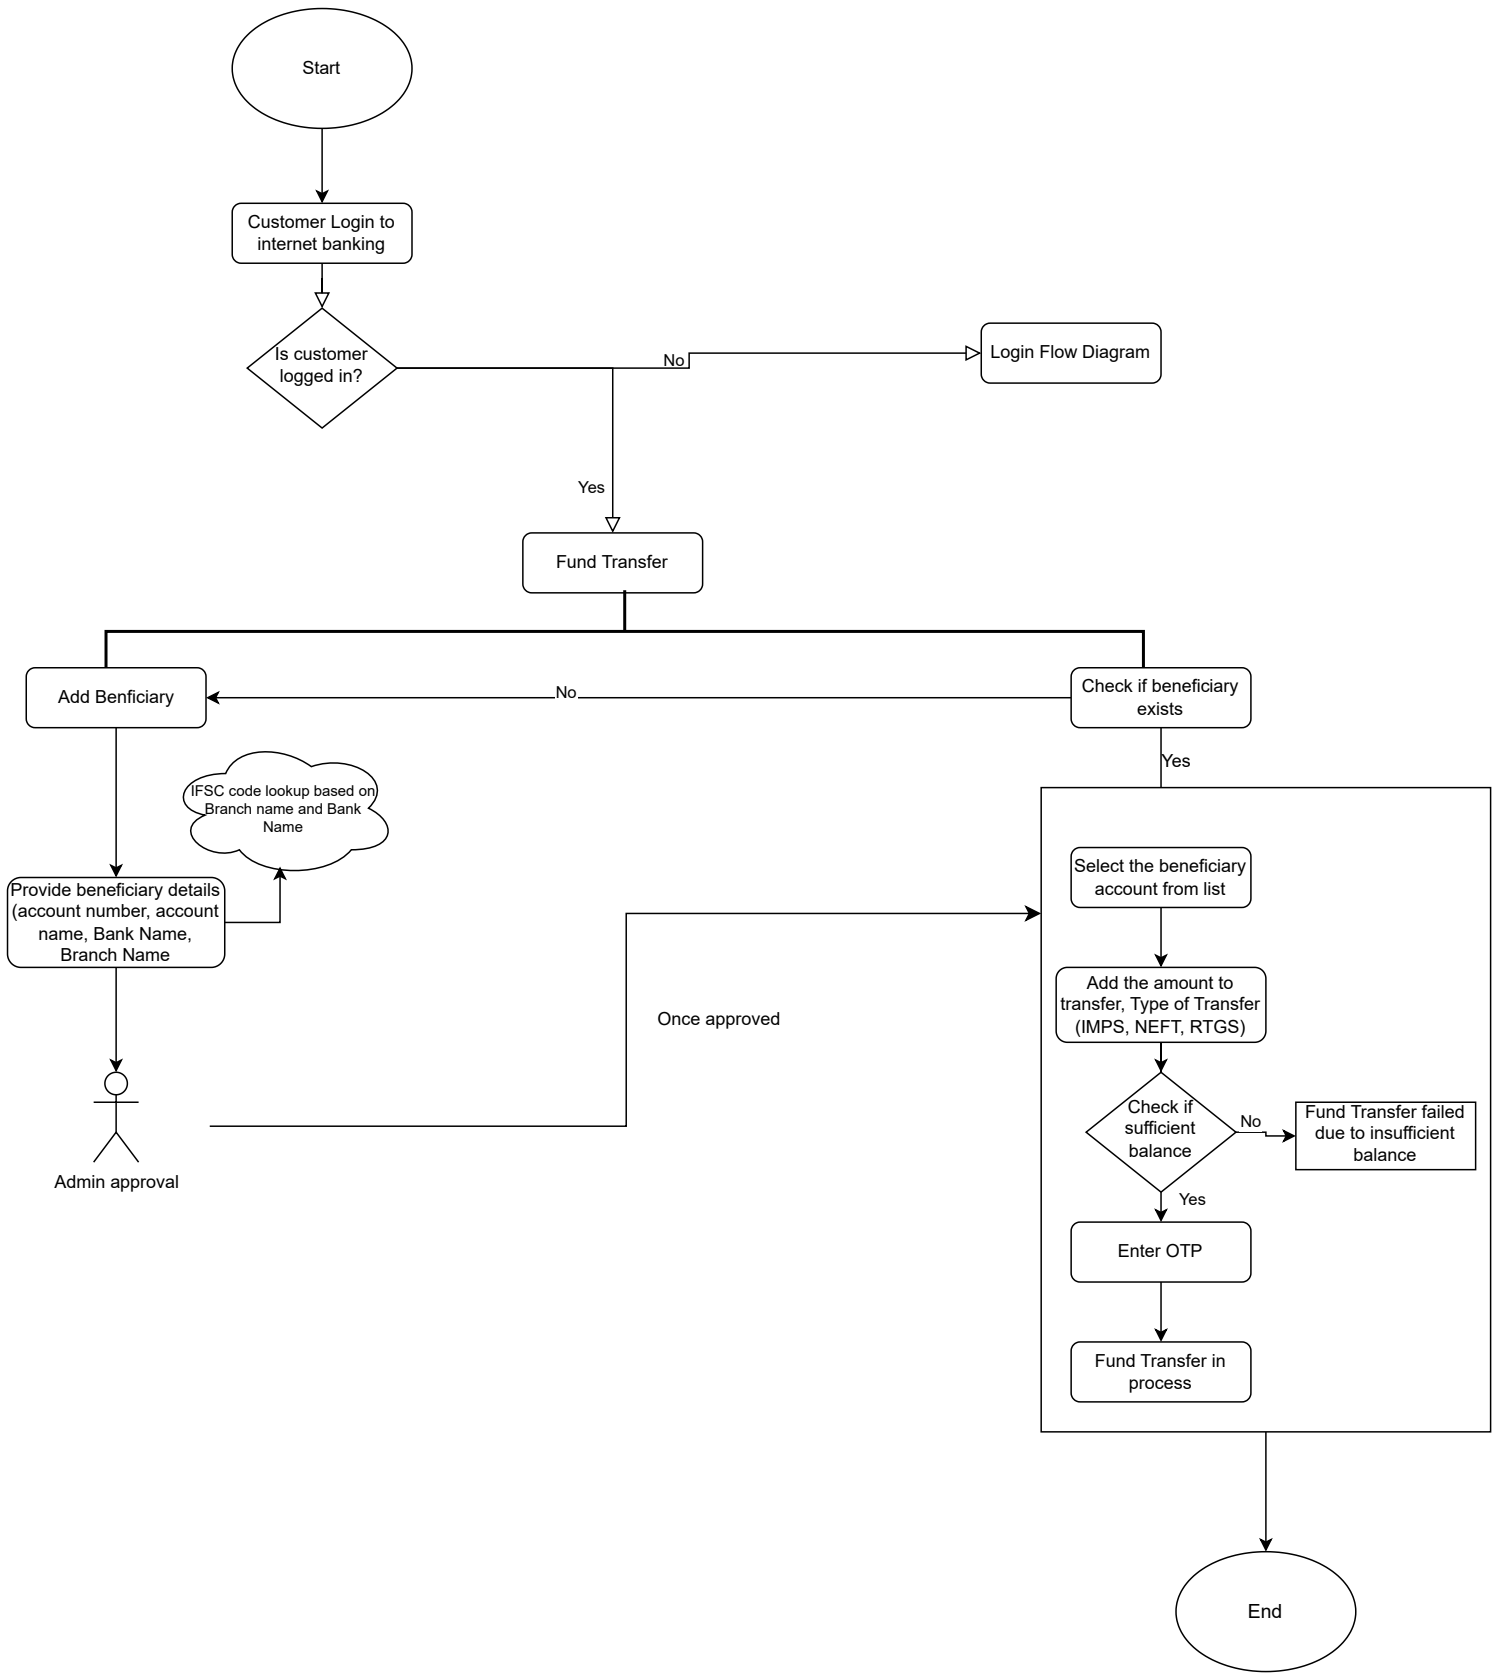 Start
Customer Login to
internet banking
Is customer
logged in?
No
Login Flow Diagram
Yes
Fund Transfer
Add Benficiary
No
Check if beneficiary
exists
Yes
IFSC code lookup based on
Branch name and Bank
Name
Provide beneficiary details
(account number, account
name, Bank Name,
Branch Name
Select the beneficiary
account from list
Add the amount to
transfer, Type of Transfer
(IMPS, NEFT, RTGS)
Once approved
Check if
sufficient
balance
No
Fund Transfer failed
due to insufficient
balance
Admin approval
Yes
Enter OTP
Fund Transfer in
process
End